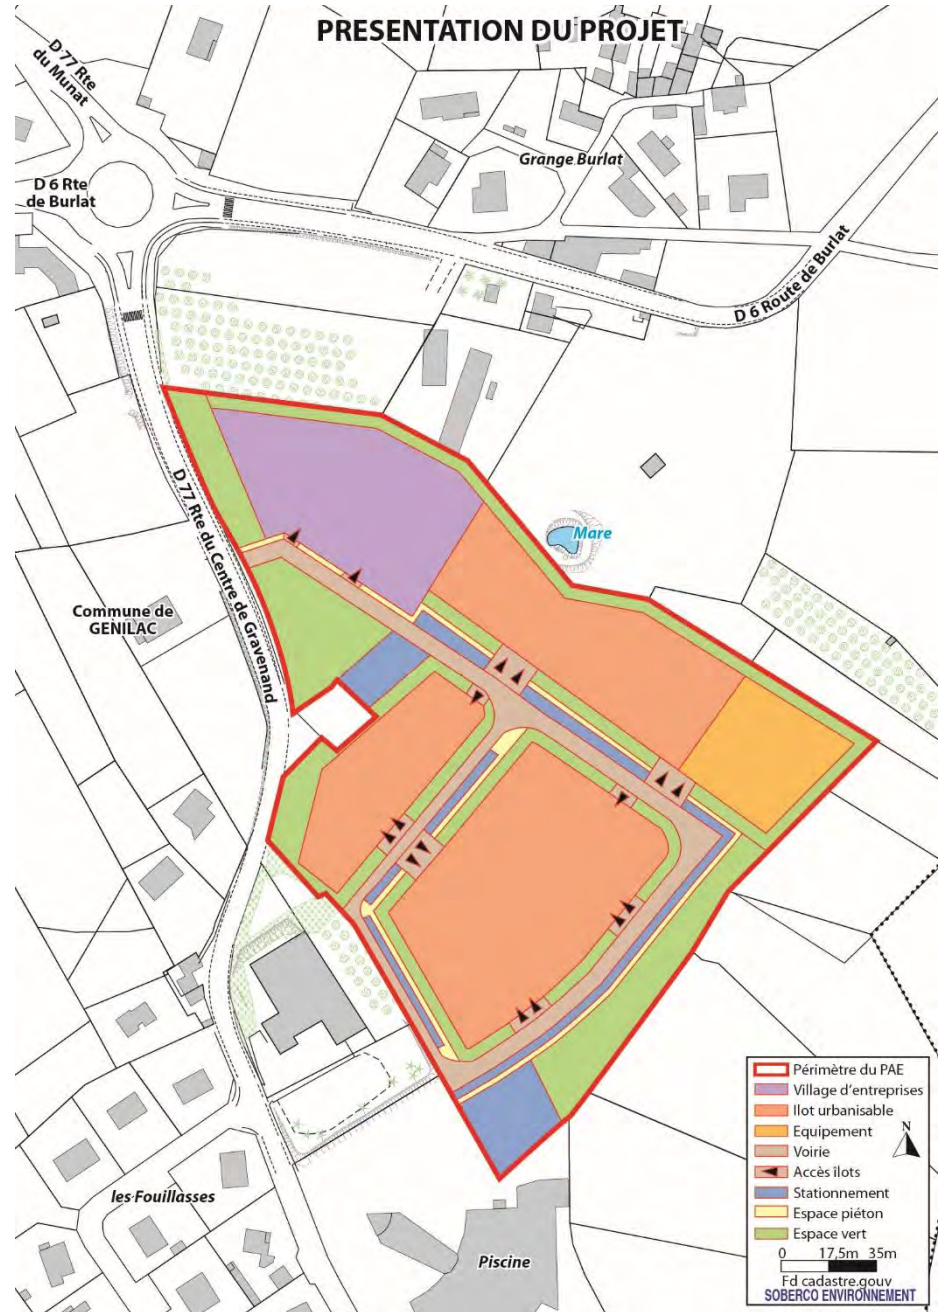 PRESENTATION DU PROJET
D 77 Rte
du Munat
Grange Burlat
D 6 Rte
de Burlat
D 6 Route de Burlat
Mare
D 77 Rte du Centre de Gravenand
Commune de
GENILAC
les Fouillasses
Piscine
Périmètre du PAE
Village d'entreprises
Ilot urbanisable
Equipement
Voirie
N
Accès îlots
Stationnement
Espace piéton
Espace vert
0 17,5m 35m
Fd cadastre.gouv
SOBERCO ENVIRONNEMENT